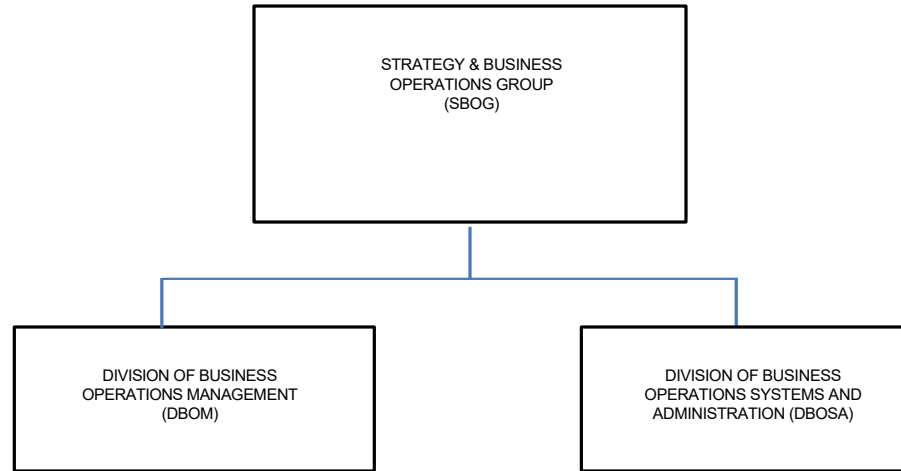 STRATEGY & BUSINESS
OPERATIONS GROUP
(SBOG)
DIVISION OF BUSINESS
OPERATIONS MANAGEMENT
(DBOM)
DIVISION OF BUSINESS
OPERATIONS SYSTEMS AND
ADMINISTRATION (DBOSA)